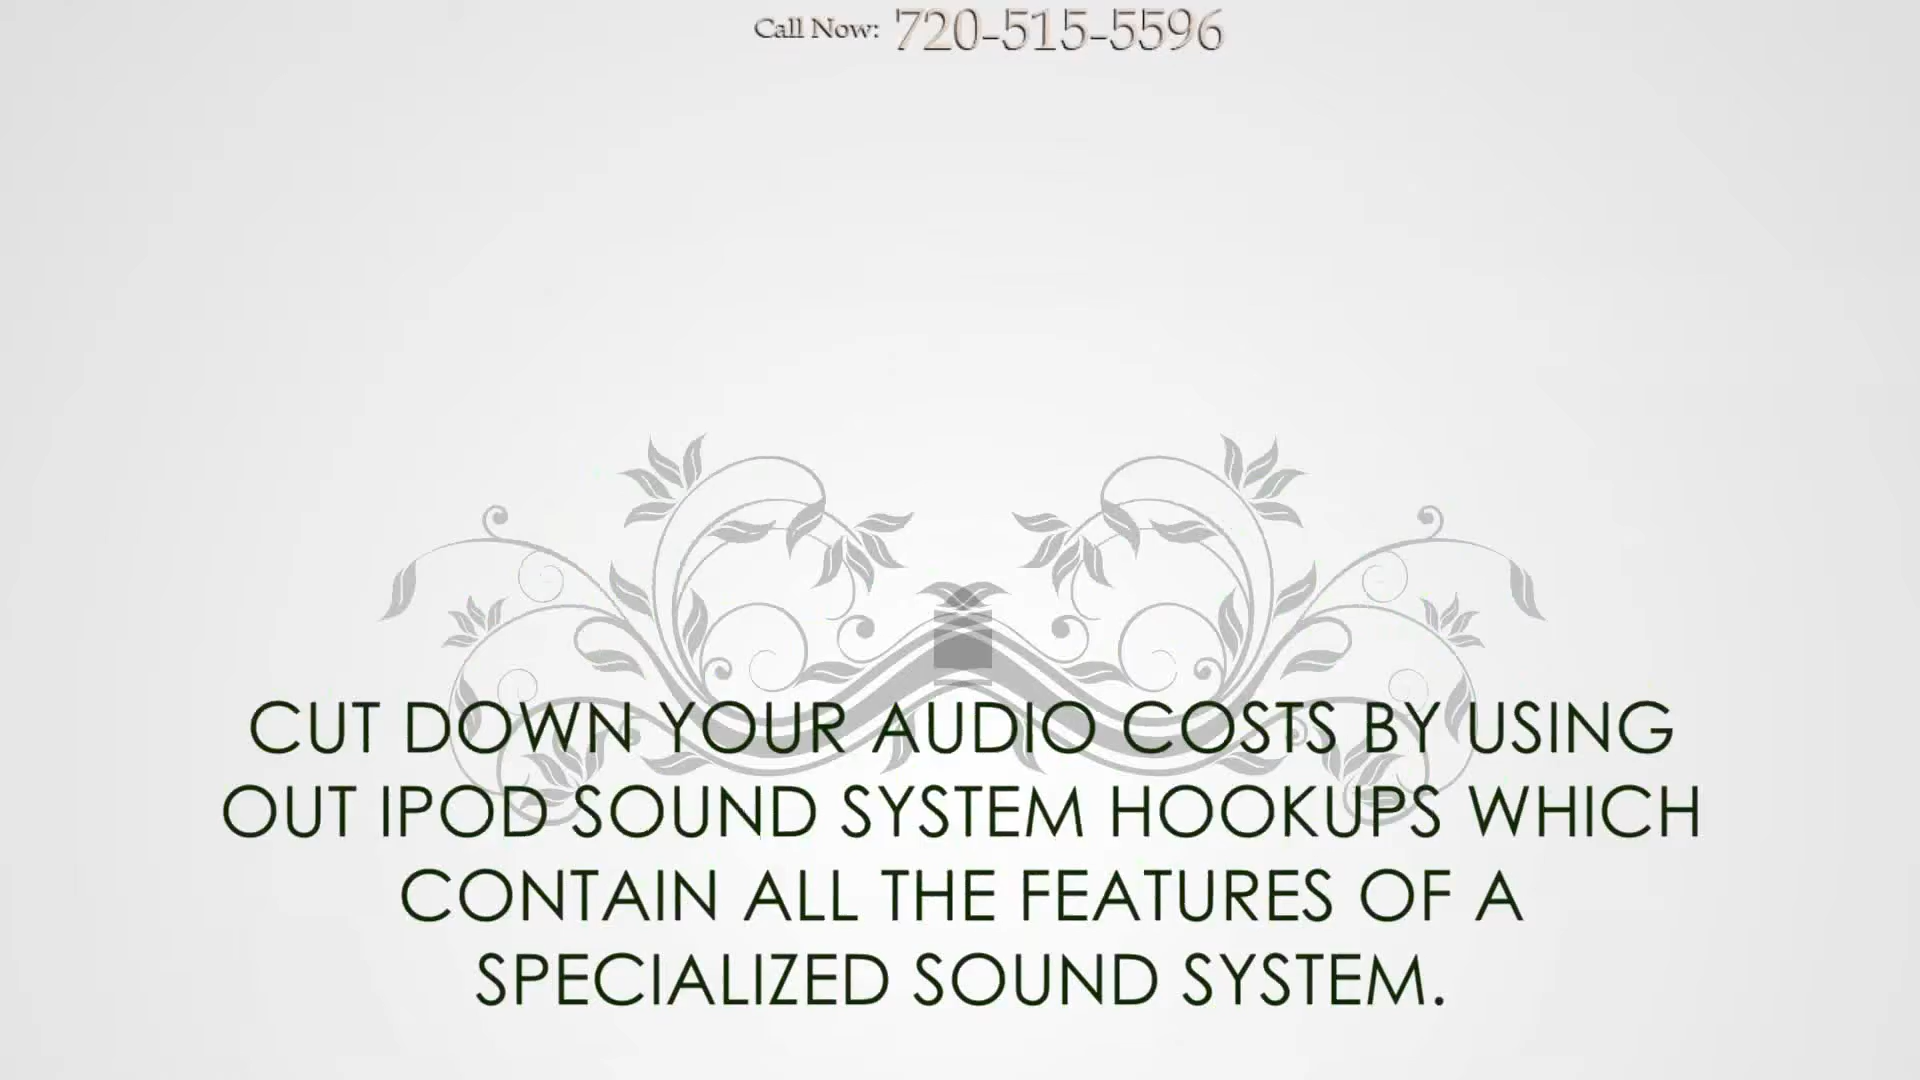 Call Now: 720-515-5596
CUT DOWN YOUR AUDIO COSTS BY USING
OUT IPOD SOUND SYSTEM HOOKUPS WHICH
CONTAIN ALL THE FEATURES OF A
SPECIALIZED SOUND SYSTEM.